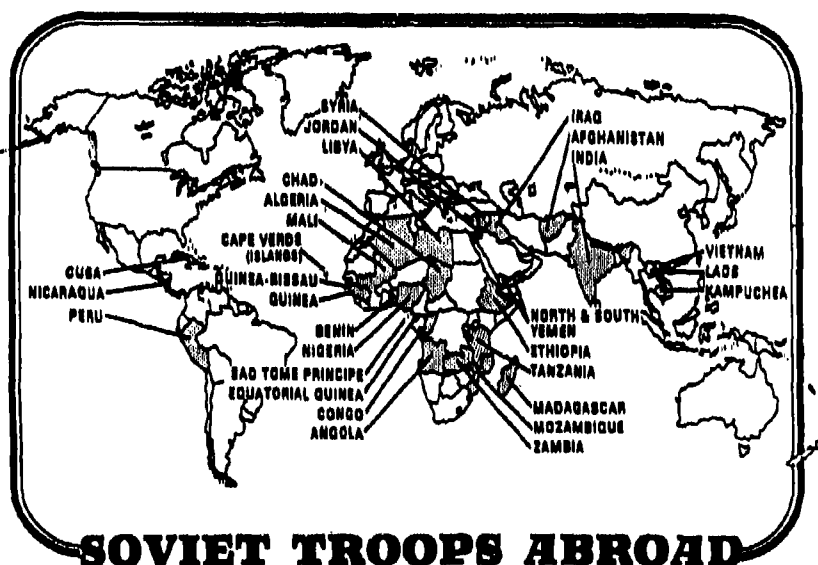 SYRIA
JORDAN
LIBYA
CHAD
ALGERIA
MALI
CAPE VERDE
(ISLANDS)
GUINEA-BISSAU
GUINEA
BENIN
NIGERIA
SAO TOME PRINCIPE
EQUATORIAL GUINEA
CONGO
ANGOLA
CUBA
NICARAGUA
PERU
IRAQ
AFGHANISTAN
INDIA
VIETNAM
LAOS
KAMPUCHEA
NORTH & SOUTH
YEMEN
ETHIOPIA
TANZANIA
MADAGASCAR
MOZAMBIQUE
ZAMBIA
SOVIET TROOPS ABROAD